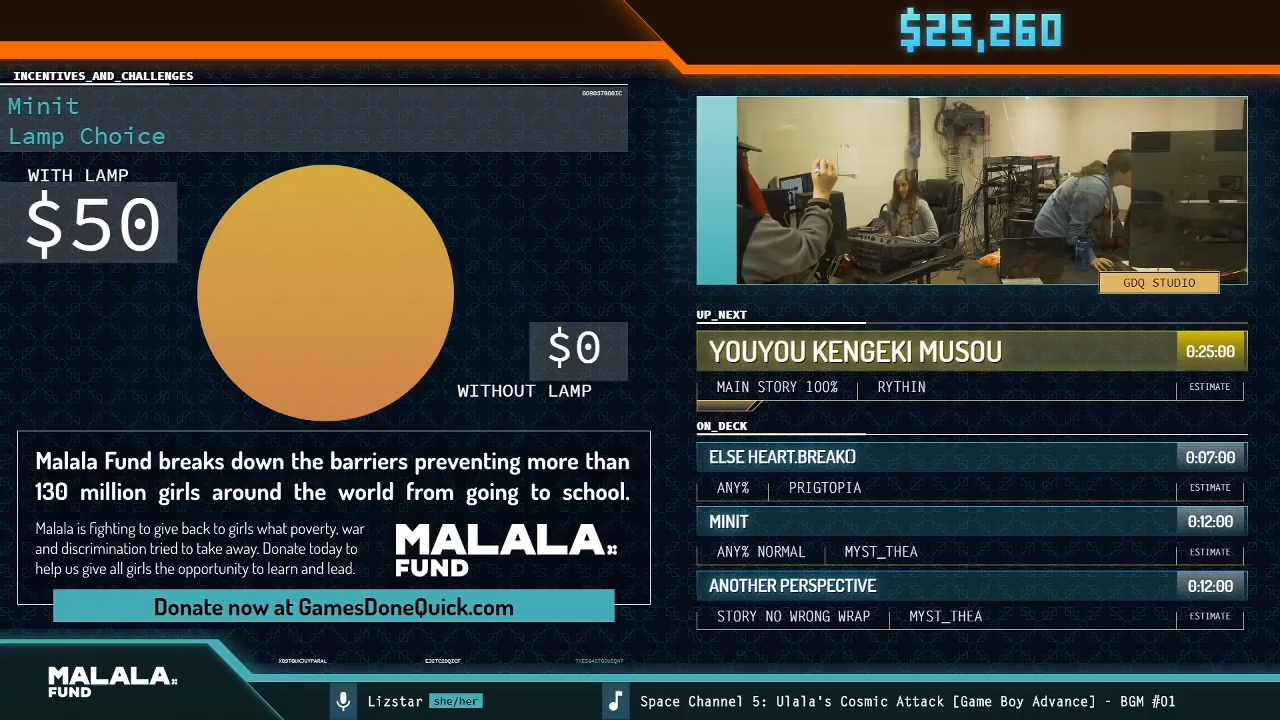 $25,260
INCENTIVES_AND_CHALLENGES
Minit
Lamp Choice
WITH LAMP
$50
$0
WITHOUT LAMP
Malala Fund breaks down the barriers preventing more than
130 million girls around the world from going to school.
Malala is fighting to give back to girls what poverty, war
and discrimination tried to take away. Donate today to
help us give all girls the opportunity to learn and lead.
MALALA
FUND
Donate now at GamesDoneQuick.com
GDQ STUDIO
UP_NEXT
YOUYOU KENGEKI MUSOU 0:25:00
MAIN STORY 100% RYTHIN ESTIMATE
ON_DECK
ELSE HEART.BREAK() 0:07:00
ANY% PRIGTOPIA ESTIMATE
MINIT 0:12:00
ANY% NORMAL MYST_THEA ESTIMATE
ANOTHER PERSPECTIVE 0:12:00
STORY NO WRONG WRAP MYST_THEA ESTIMATE
MALALA
FUND
Lizstar she/her
Space Channel 5: Ulala's Cosmic Attack [Game Boy Advance] - BGM #01